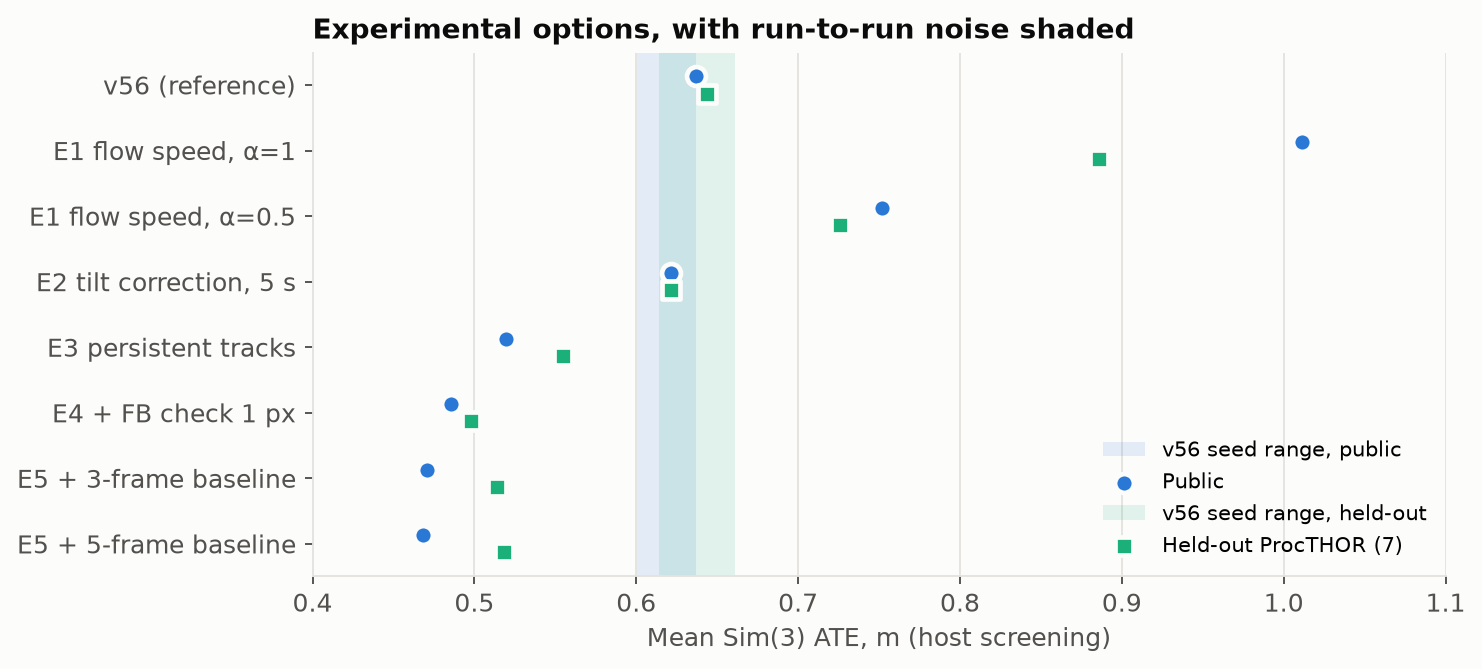 Experimental options, with run-to-run noise shaded
v56 (reference)
E1 flow speed, α=1
E1 flow speed, α=0.5
E2 tilt correction, 5 s
E3 persistent tracks
E4 + FB check 1 px
E5 + 3-frame baseline
E5 + 5-frame baseline
v56 seed range, public
Public
v56 seed range, held-out
Held-out ProcTHOR (7)
0.4 0.5 0.6 0.7 0.8 0.9 1.0 1.1
Mean Sim(3) ATE, m (host screening)